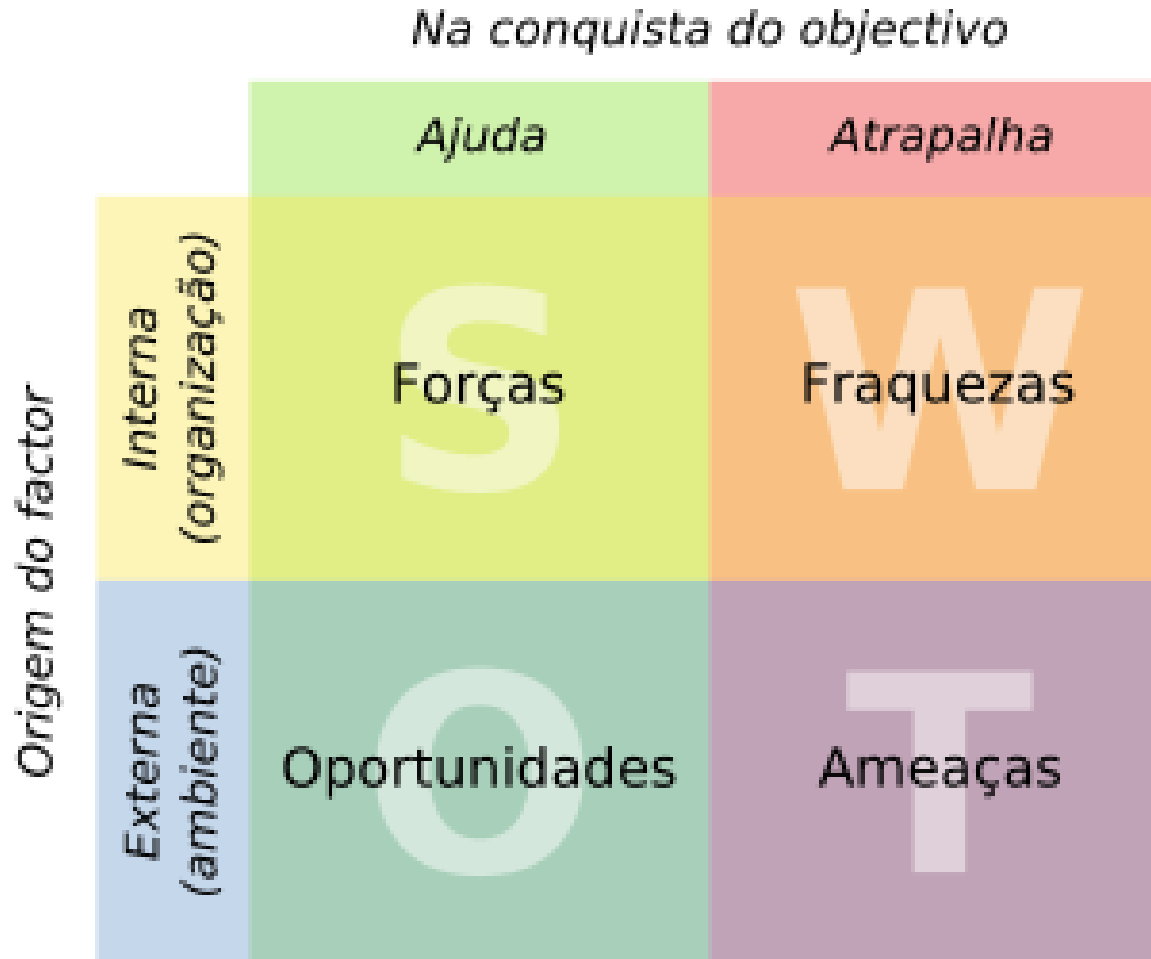 Na conquista do objectivo
Ajuda
Atrapalha
Origem do factor
Interna
(organização)
S
Forças
W
Fraquezas
Externa
(ambiente)
O
Oportunidades
T
Ameaças